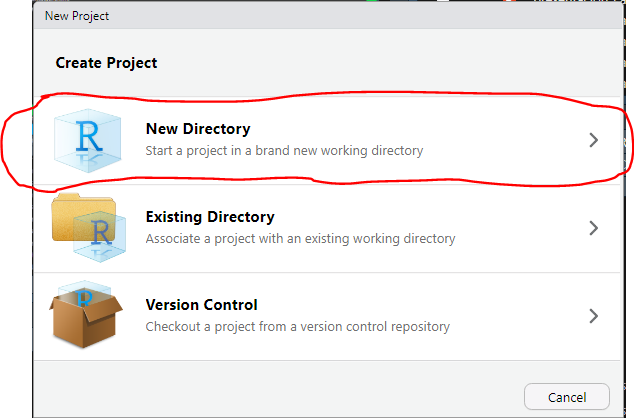 New Project
Create Project
R
New Directory
Start a project in a brand new working directory
R
Existing Directory
Associate a project with an existing working directory
R
Version Control
Checkout a project from a version control repository
Cancel